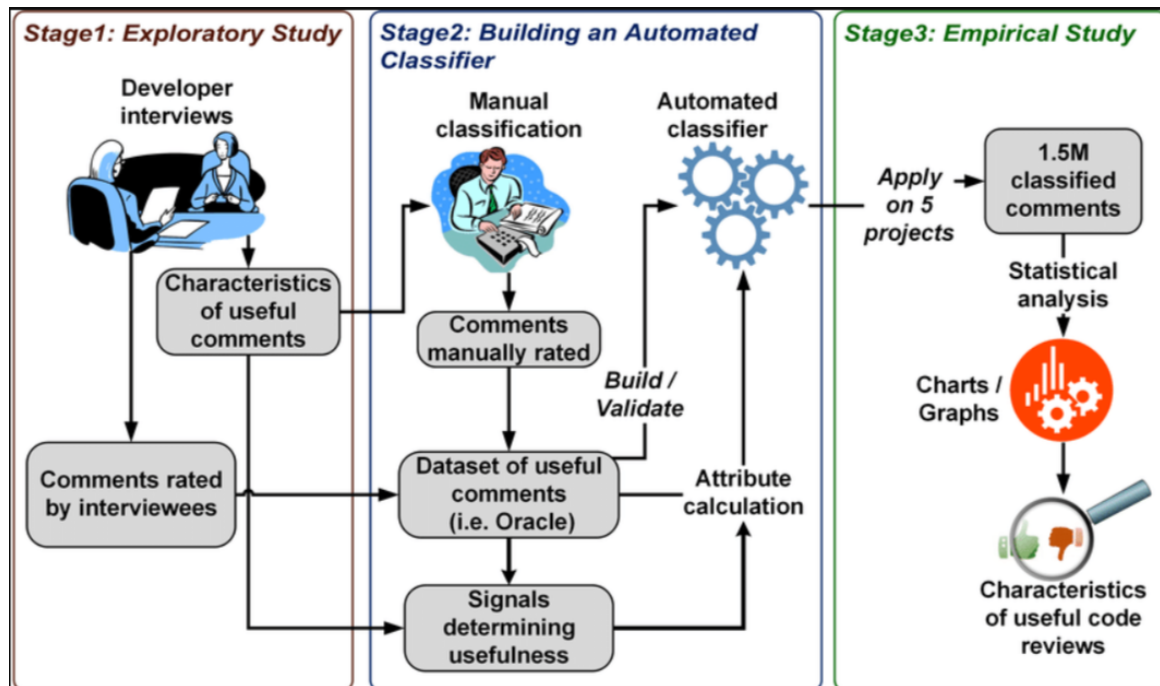 Stage1: Exploratory Study
Developer
interviews
Characteristics
of useful
comments
Comments rated
by interviewees
Stage2: Building an Automated
Classifier
Manual
classification
Automated
classifier
Comments
manually rated
Build /
Validate
Dataset of useful
comments
(i.e. Oracle)
Attribute
calculation
Signals
determining
usefulness
Stage3: Empirical Study
Apply
on 5
projects
1.5M
classified
comments
Statistical
analysis
Charts /
Graphs
Characteristics
of useful code
reviews